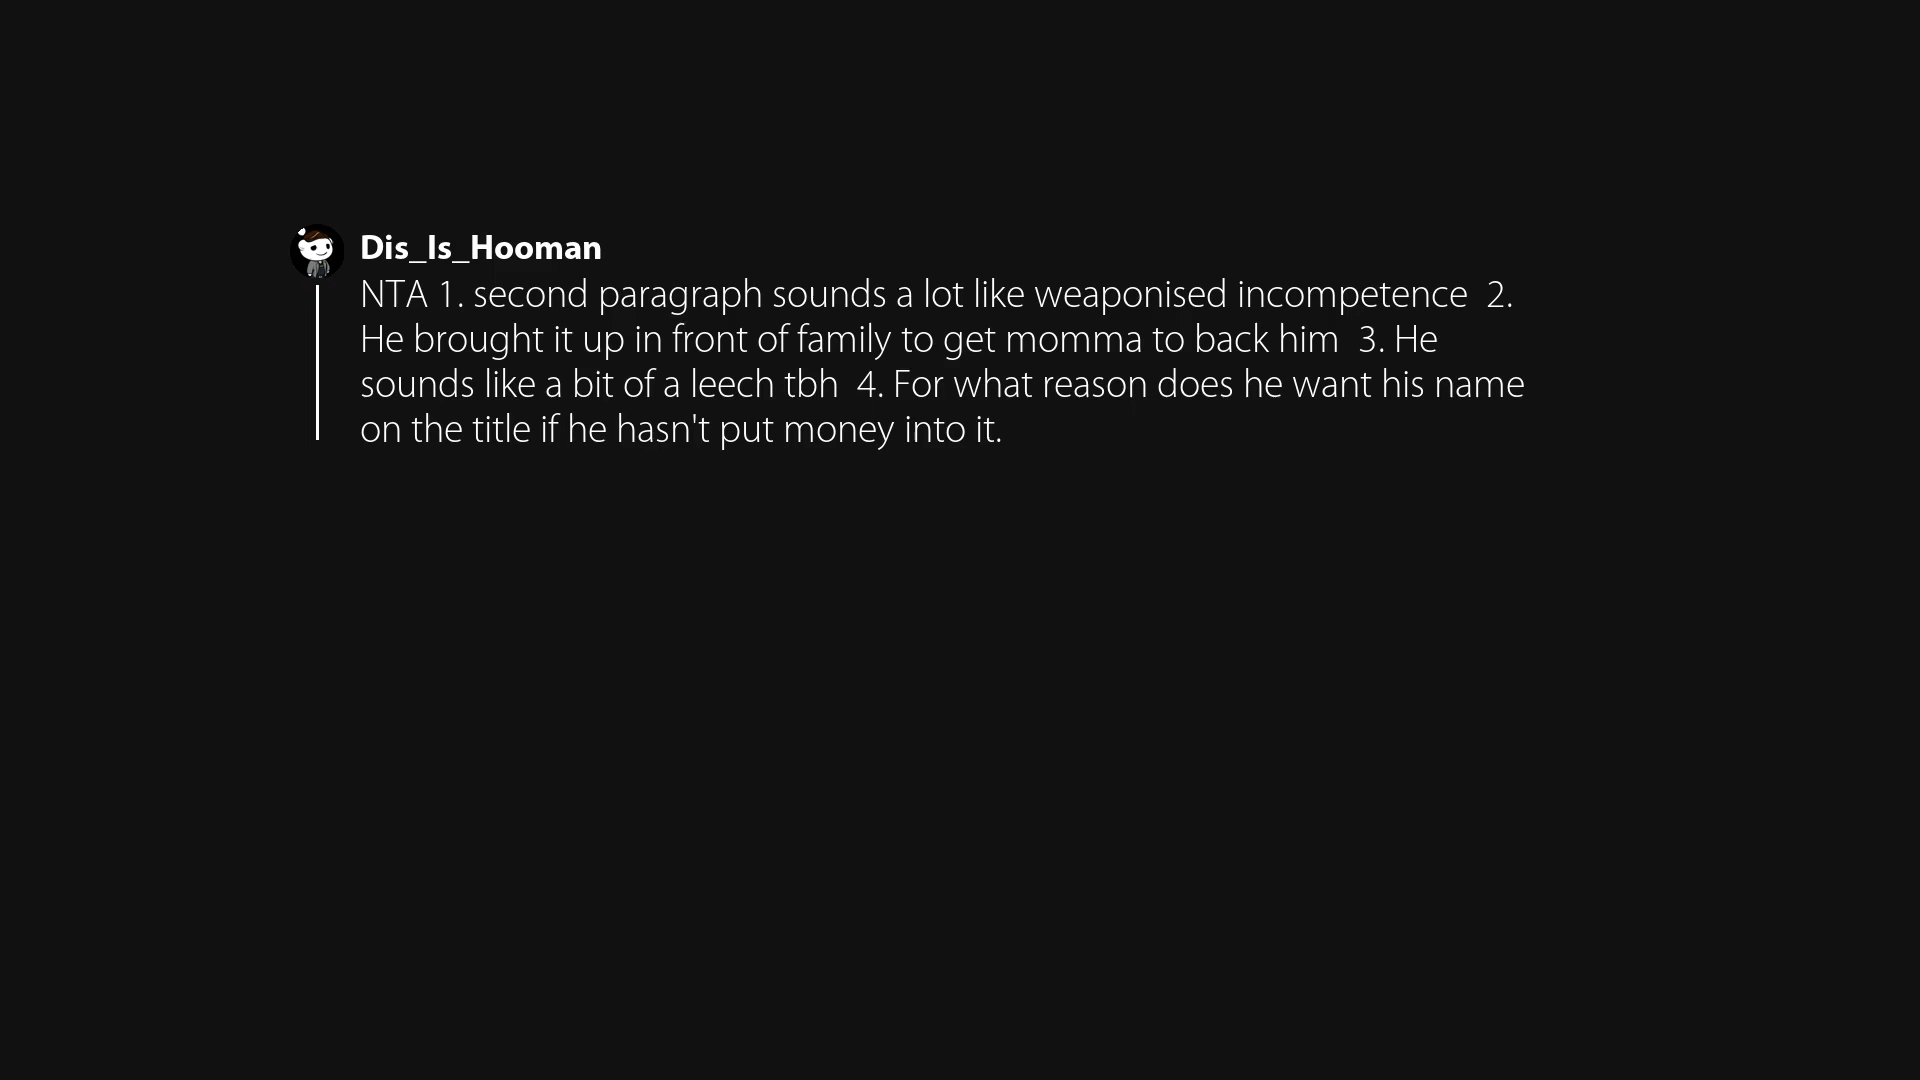 Dis_Is_Hooman
NTA 1. second paragraph sounds a lot like weaponised incompetence  2.
He brought it up in front of family to get momma to back him  3. He
sounds like a bit of a leech tbh  4. For what reason does he want his name
on the title if he hasn't put money into it.